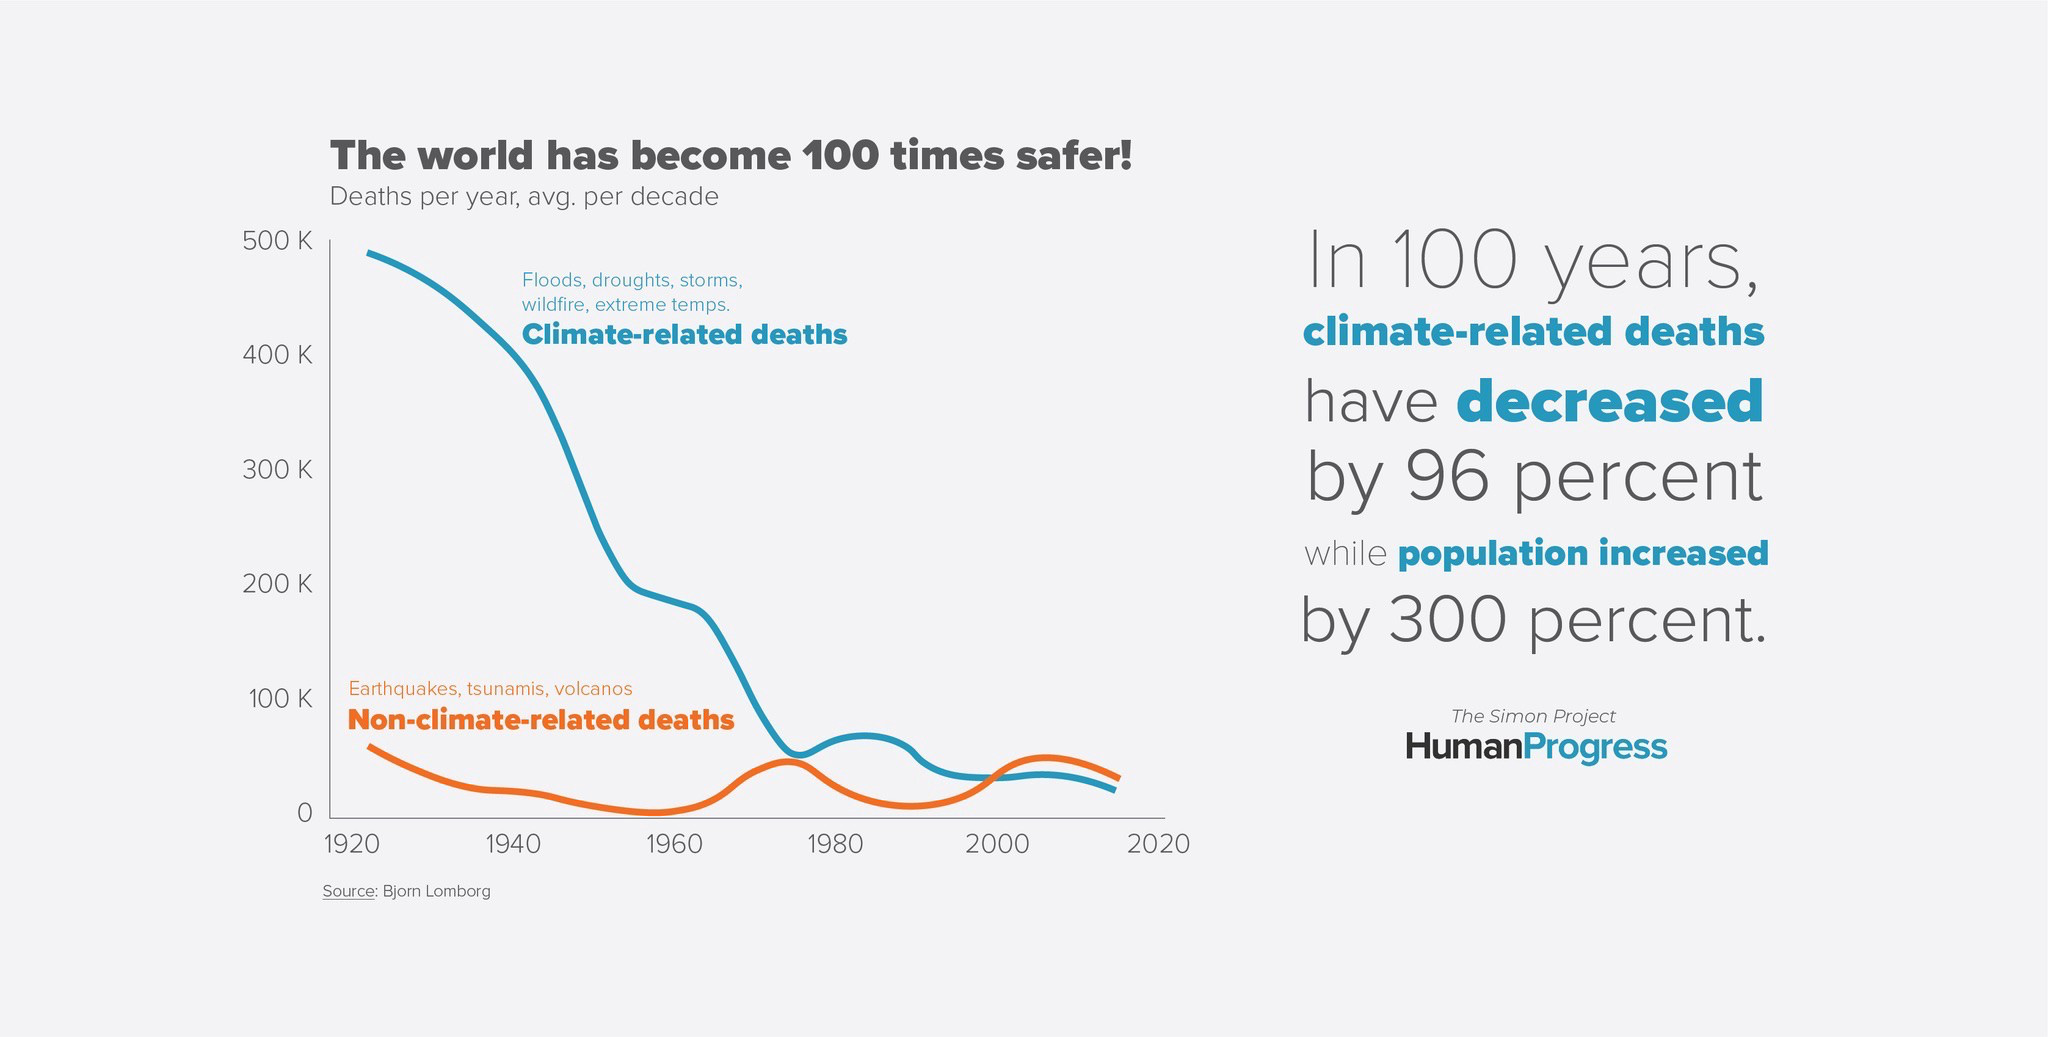 The world has become 100 times safer!
Deaths per year, avg. per decade
500 K
400 K
300 K
200 K
100 K
0
Floods, droughts, storms,
wildfire, extreme temps.
Climate-related deaths
Earthquakes, tsunamis, volcanos
Non-climate-related deaths
1920 1940 1960 1980 2000 2020
Source: Bjorn Lomborg
In 100 years,
climate-related deaths
have decreased
by 96 percent
while population increased
by 300 percent.
The Simon Project
HumanProgress